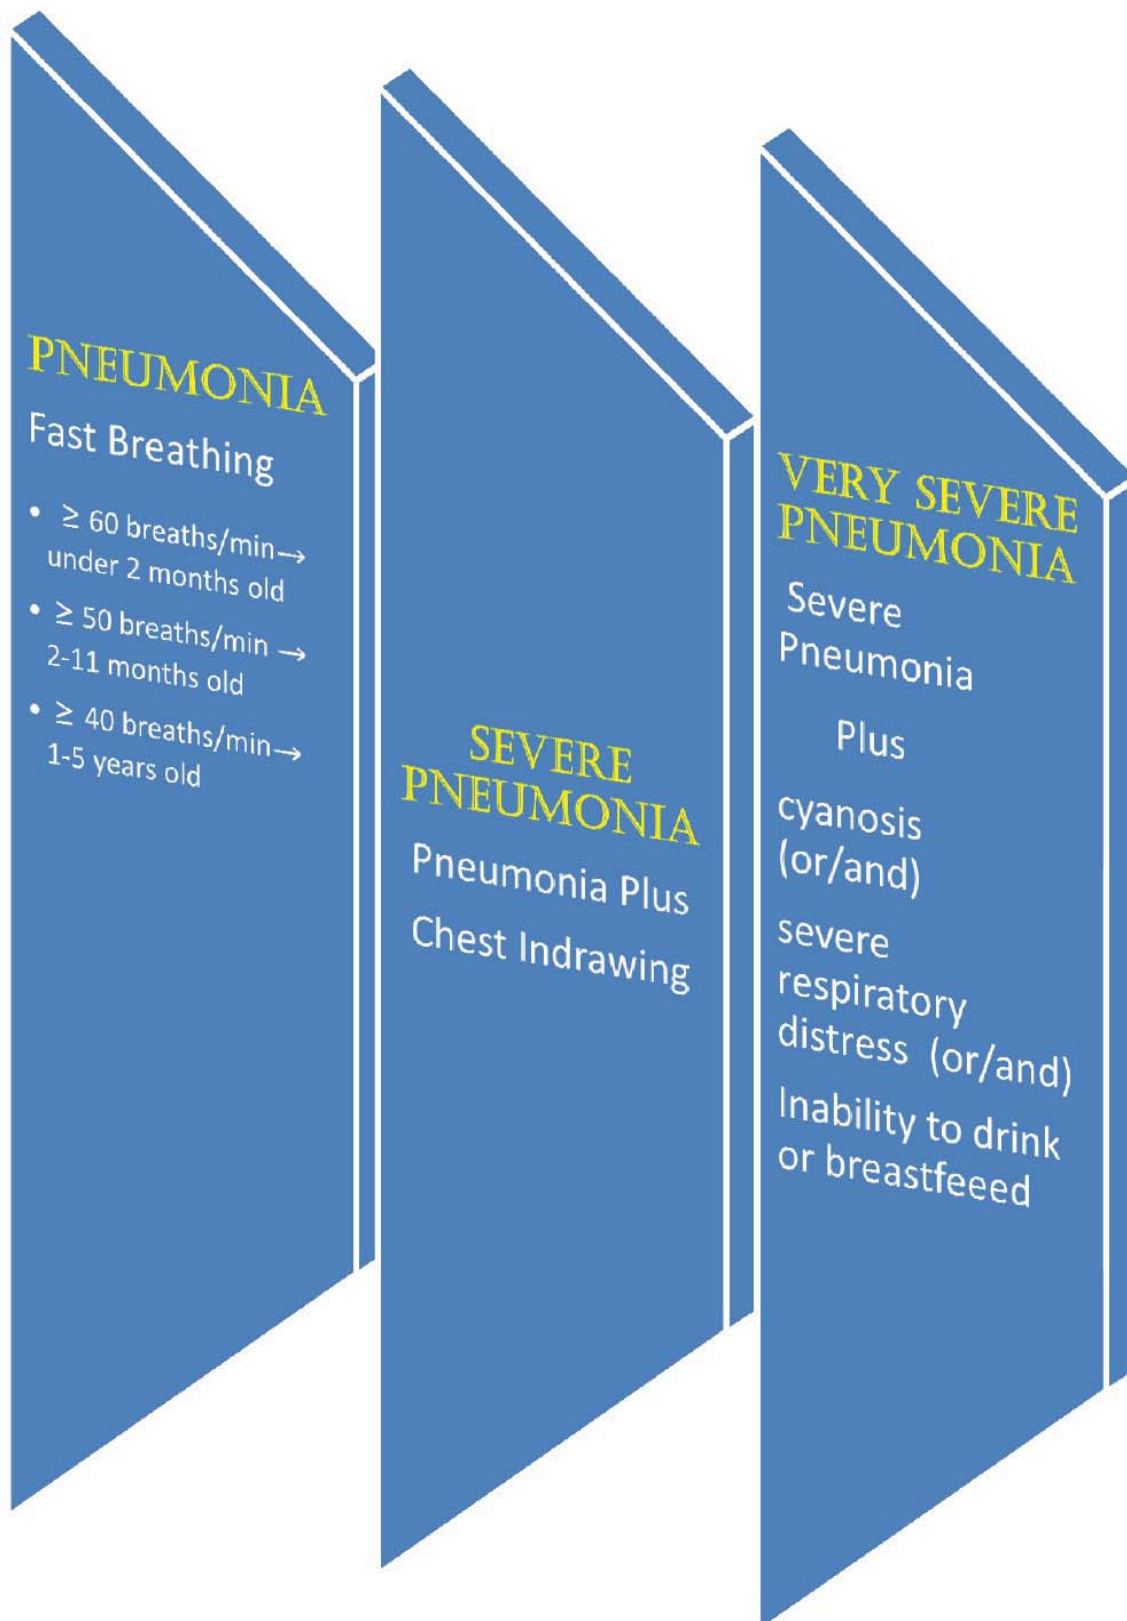 PNEUMONIA
Fast Breathing
• ≥ 60 breaths/min→
under 2 months old
• ≥ 50 breaths/min →
2-11 months old
• ≥ 40 breaths/min→
1-5 years old
SEVERE
PNEUMONIA
Pneumonia Plus
Chest Indrawing
VERY SEVERE
PNEUMONIA
Severe
Pneumonia
Plus
cyanosis
(or/and)
severe
respiratory
distress (or/and)
Inability to drink
or breastfeeed